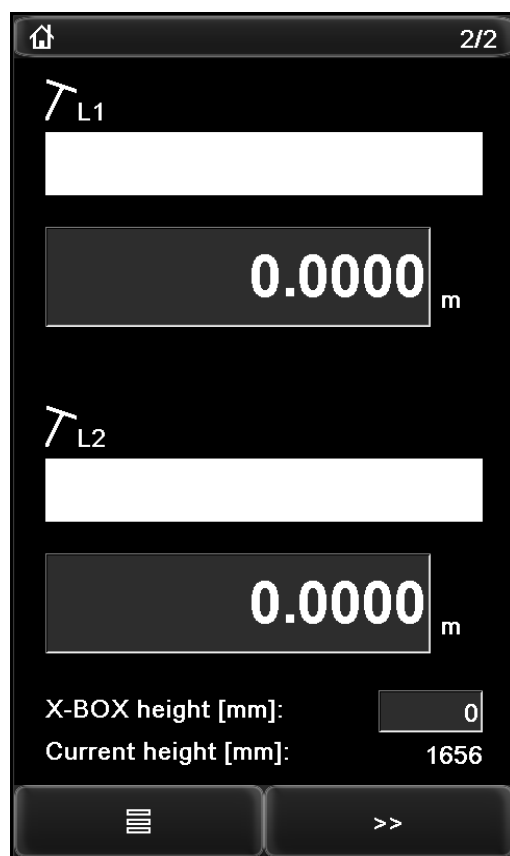 2/2
L1
0.0000 m
L2
0.0000 m
X-BOX height [mm]: 0
Current height [mm]: 1656
>>